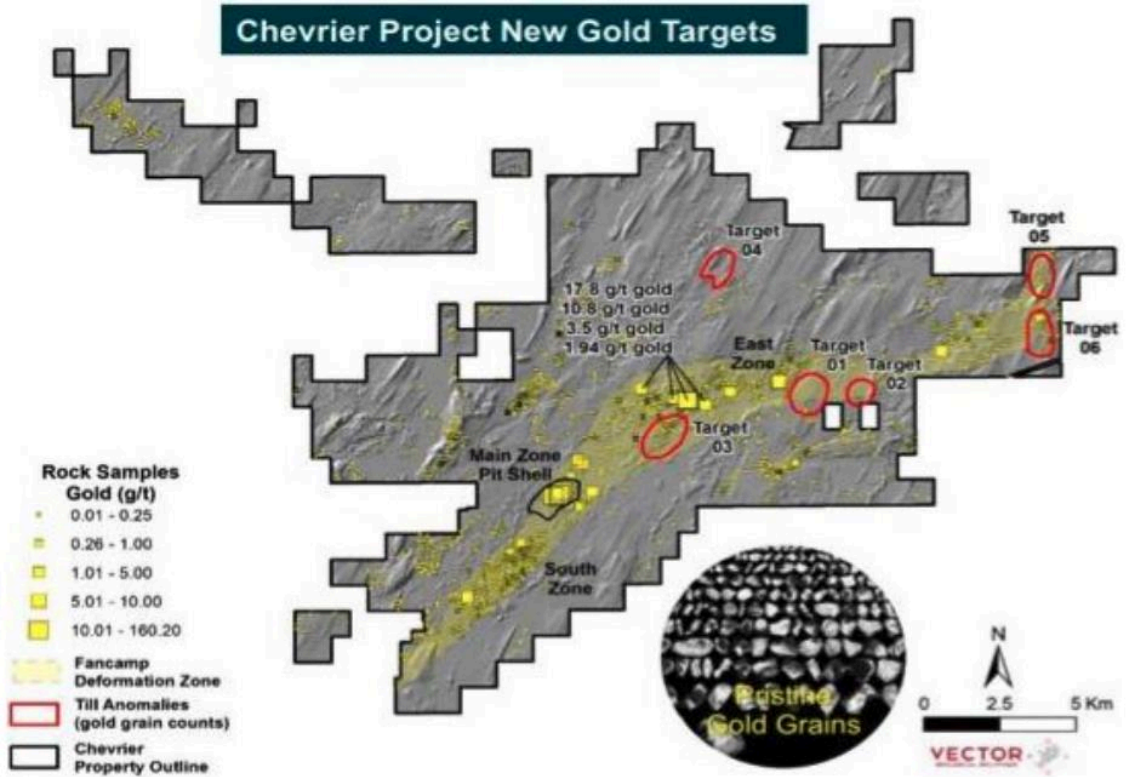 Chevrier Project New Gold Targets
Target
05
Target
04
17.8 g/t gold
10.8 g/t gold
3.5 g/t gold
1.94 g/t gold
East
Zone
Target
01
Target
02
Target
06
Target
03
Main Zone
Pit Shell
South
Zone
Rock Samples
Gold (g/t)
0.01 - 0.25
0.26 - 1.00
1.01 - 5.00
5.01 - 10.00
10.01 - 160.20
Fancamp
Deformation Zone
Till Anomalies
(gold grain counts)
Chevrier
Property Outline
Pristine
Gold Grains
N
0 2.5 5 Km
VECTOR